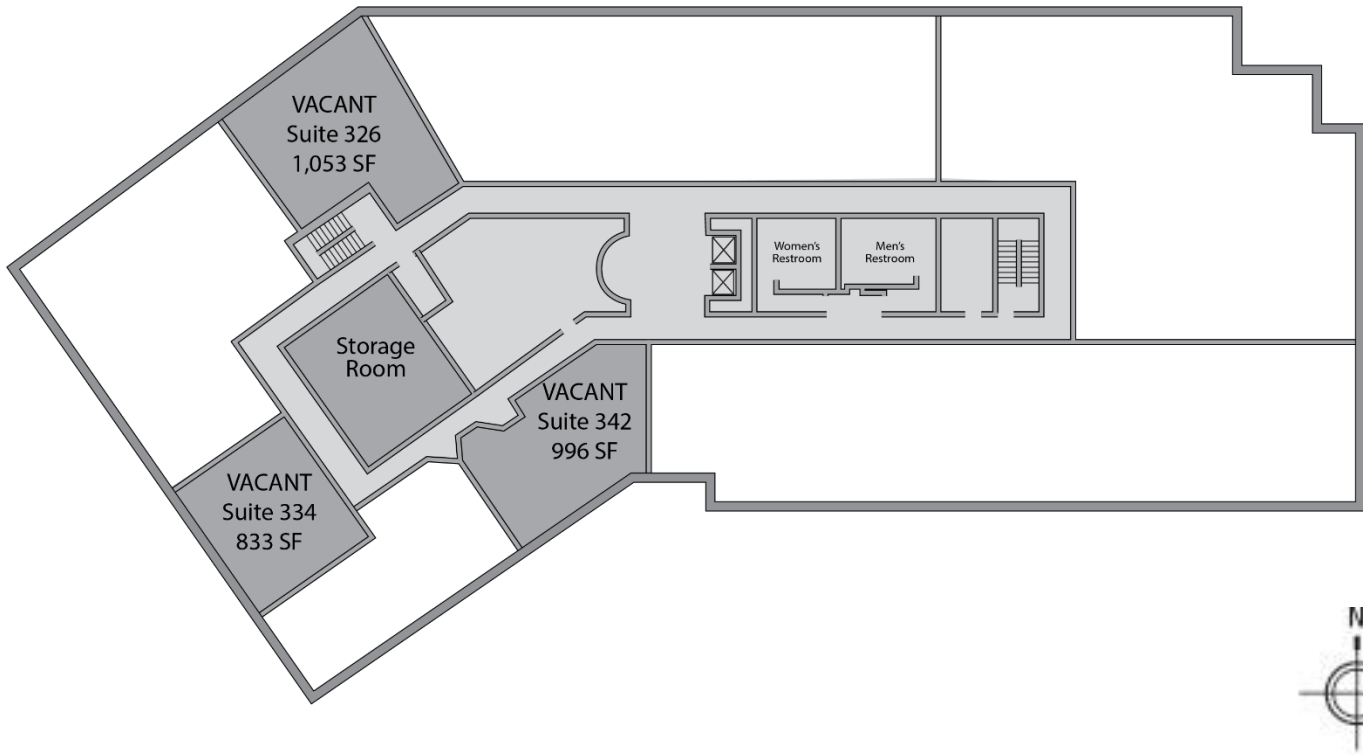 VACANT
Suite 326
1,053 SF
Women's
Restroom
Men's
Restroom
Storage
Room
VACANT
Suite 342
996 SF
VACANT
Suite 334
833 SF
N